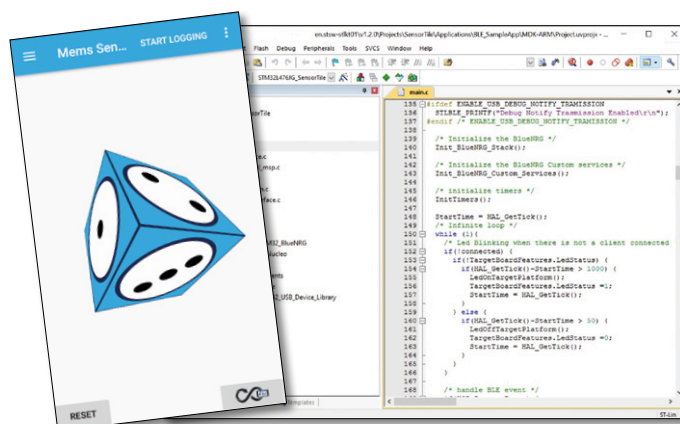 Mems Sen... START LOGGING
RESET
en.stsw-stlkt01\v1.2.0\Projects\SensorTile\Applications\BLE_SampleApp\MDK-ARM\Project.uvprojx -
Flash Debug Peripherals Tools SVCS Window Help
STM32L476JG_SensorTile
main.c
135 #ifdef ENABLE_USB_DEBUG_NOTIFY_TRAMISSION
136 STLBLE_PRINTF("Debug Notify Trasmission Enabled\r\n");
137 #endif /* ENABLE_USB_DEBUG_NOTIFY_TRAMISSION */
138
139 /* Initialize the BlueNRG */
140 Init_BlueNRG_Stack();
141
142 /* Initialize the BlueNRG Custom services */
143 Init_BlueNRG_Custom_Services();
144
145 /* initialize timers */
146 InitTimers();
147
148 StartTime = HAL_GetTick();
149 /* Infinite loop */
150 while (1){
151 /* Led Blinking when there is not a client connected
152 if(!connected) {
153 if(!TargetBoardFeatures.LedStatus) {
154 if(HAL_GetTick()-StartTime > 1000) {
155 LedOnTargetPlatform();
156 TargetBoardFeatures.LedStatus =1;
157 StartTime = HAL_GetTick();
158 }
159 } else {
160 if(HAL_GetTick()-StartTime > 50) {
161 LedOffTargetPlatform();
162 TargetBoardFeatures.LedStatus =0;
163 StartTime = HAL_GetTick();
164 }
165 }
166 }
167
168 /* handle BLE event */
ST-Lin